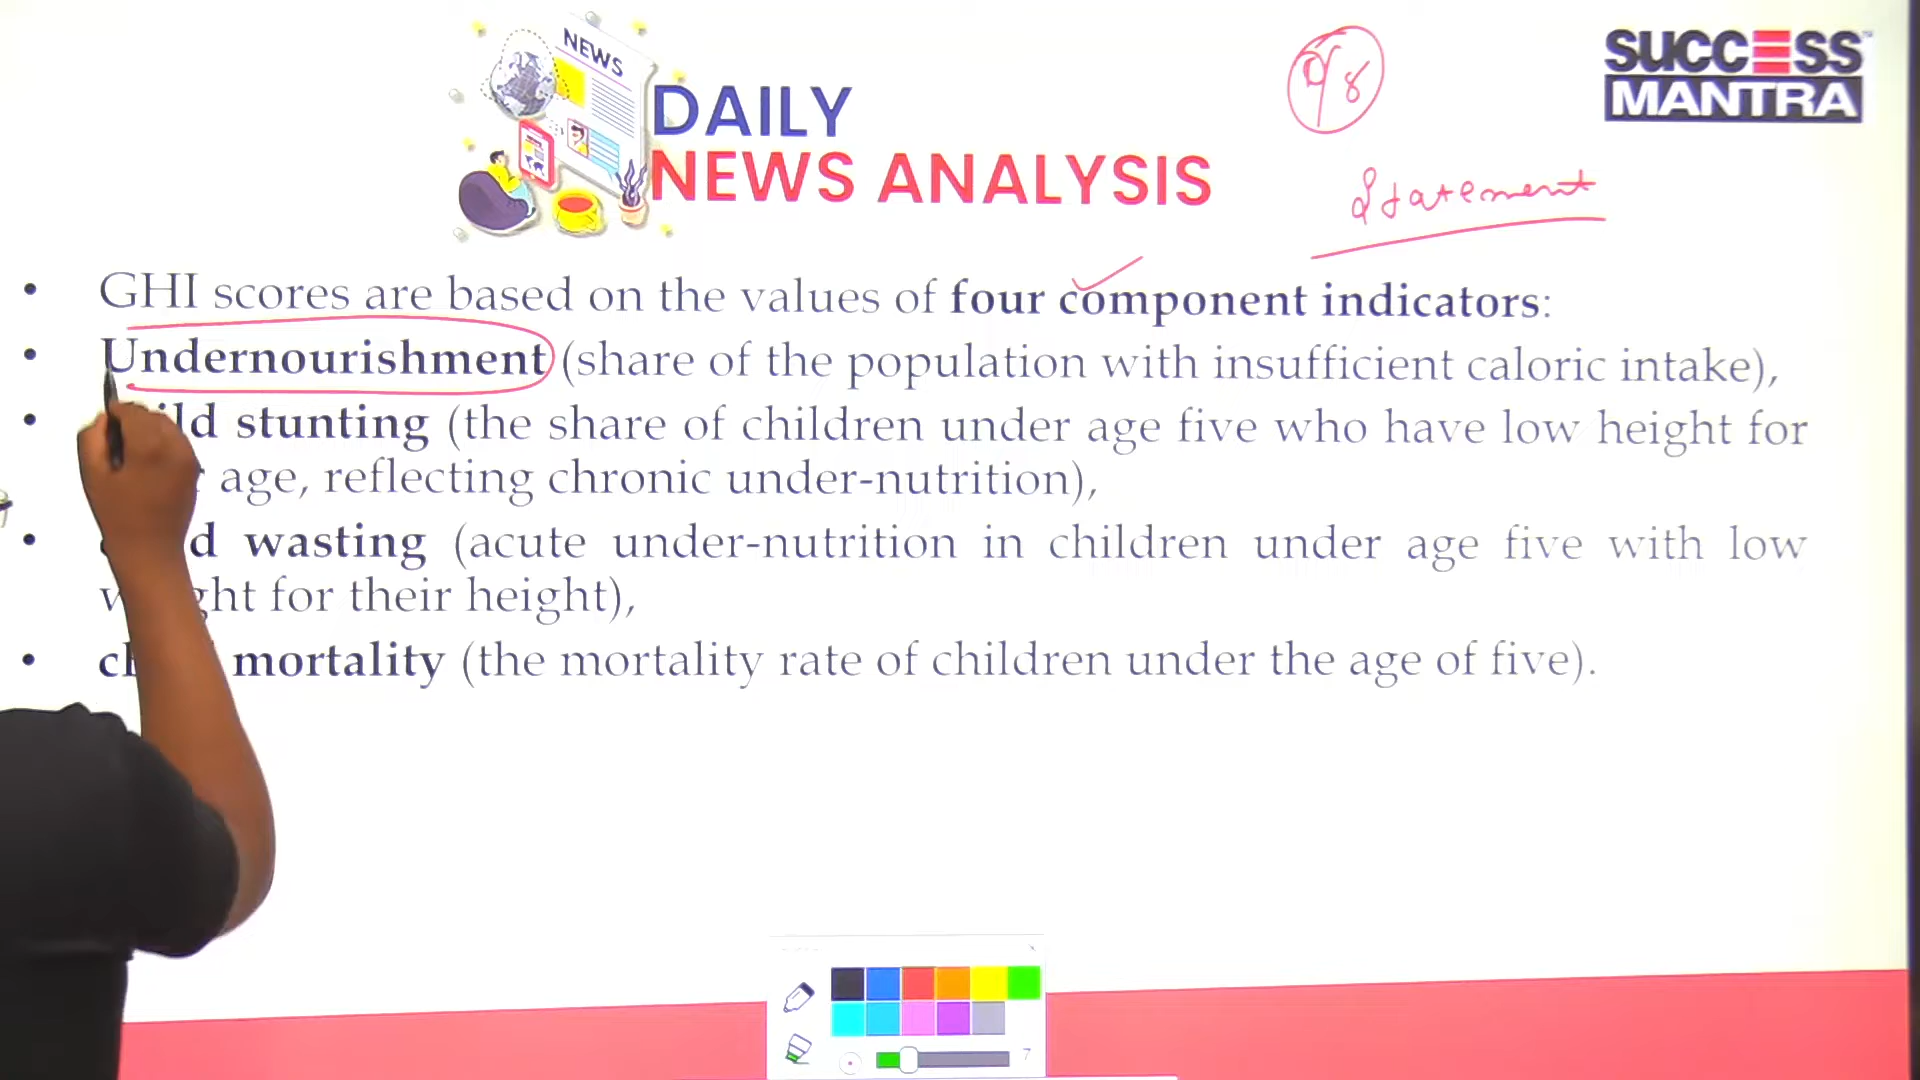 NEWS
DAILY
NEWS ANALYSIS
SUCCESS
MANTRA
Statement
• GHI scores are based on the values of four component indicators:
• Undernourishment (share of the population with insufficient caloric intake),
• stunting (the share of children under age five who have low height for
age, reflecting chronic under-nutrition),
• wasting (acute under-nutrition in children under age five with low
for their height),
• mortality (the mortality rate of children under the age of five).
7